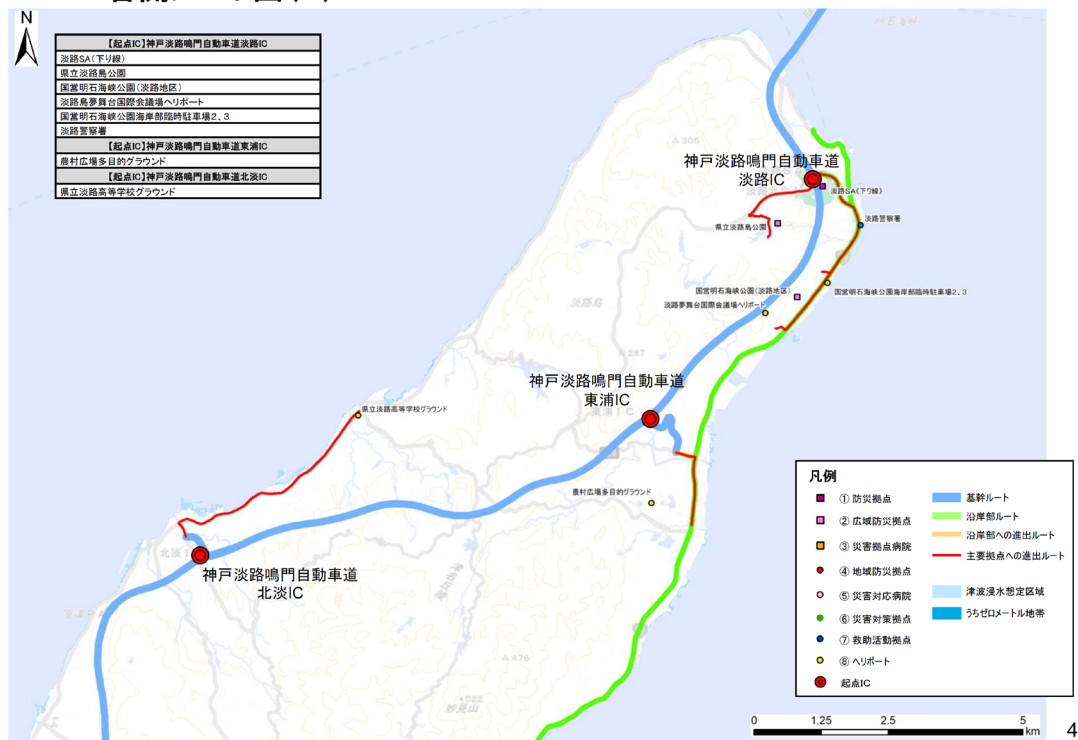 N
【起点IC】神戸淡路鳴門自動車道淡路IC
淡路SA(下り線)
県立淡路島公園
国営明石海峡公園(淡路地区)
淡路島夢舞台国際会議場ヘリポート
国営明石海峡公園海岸部臨時駐車場2、3
淡路警察署
【起点IC】神戸淡路鳴門自動車道東浦IC
農村広場多目的グラウンド
【起点IC】神戸淡路鳴門自動車道北淡IC
県立淡路高等学校グラウンド
明石海峡
305
神戸淡路鳴門自動車道
淡路IC
淡路SA(下り線)
県立淡路島公園
淡路警察署
国営明石海峡公園(淡路地区)
国営明石海峡公園海岸部臨時駐車場2、3
淡路島
淡路夢舞台国際会議場ヘリポート
287
神戸淡路鳴門自動車道
東浦IC
東浦IC
県立淡路高等学校グラウンド
農村広場多目的グラウンド
北淡I
神戸淡路鳴門自動車道
北淡IC
476
522
妙見山
凡例
①防災拠点
②広域防災拠点
③災害拠点病院
④地域防災拠点
⑤災害対応病院
⑥災害対策拠点
⑦救助活動拠点
⑧ヘリポート
起点IC
基幹ルート
沿岸部ルート
沿岸部への進出ルート
主要拠点への進出ルート
津波浸水想定区域
うちゼロメートル地帯
0 1.25 2.5 5
km
4